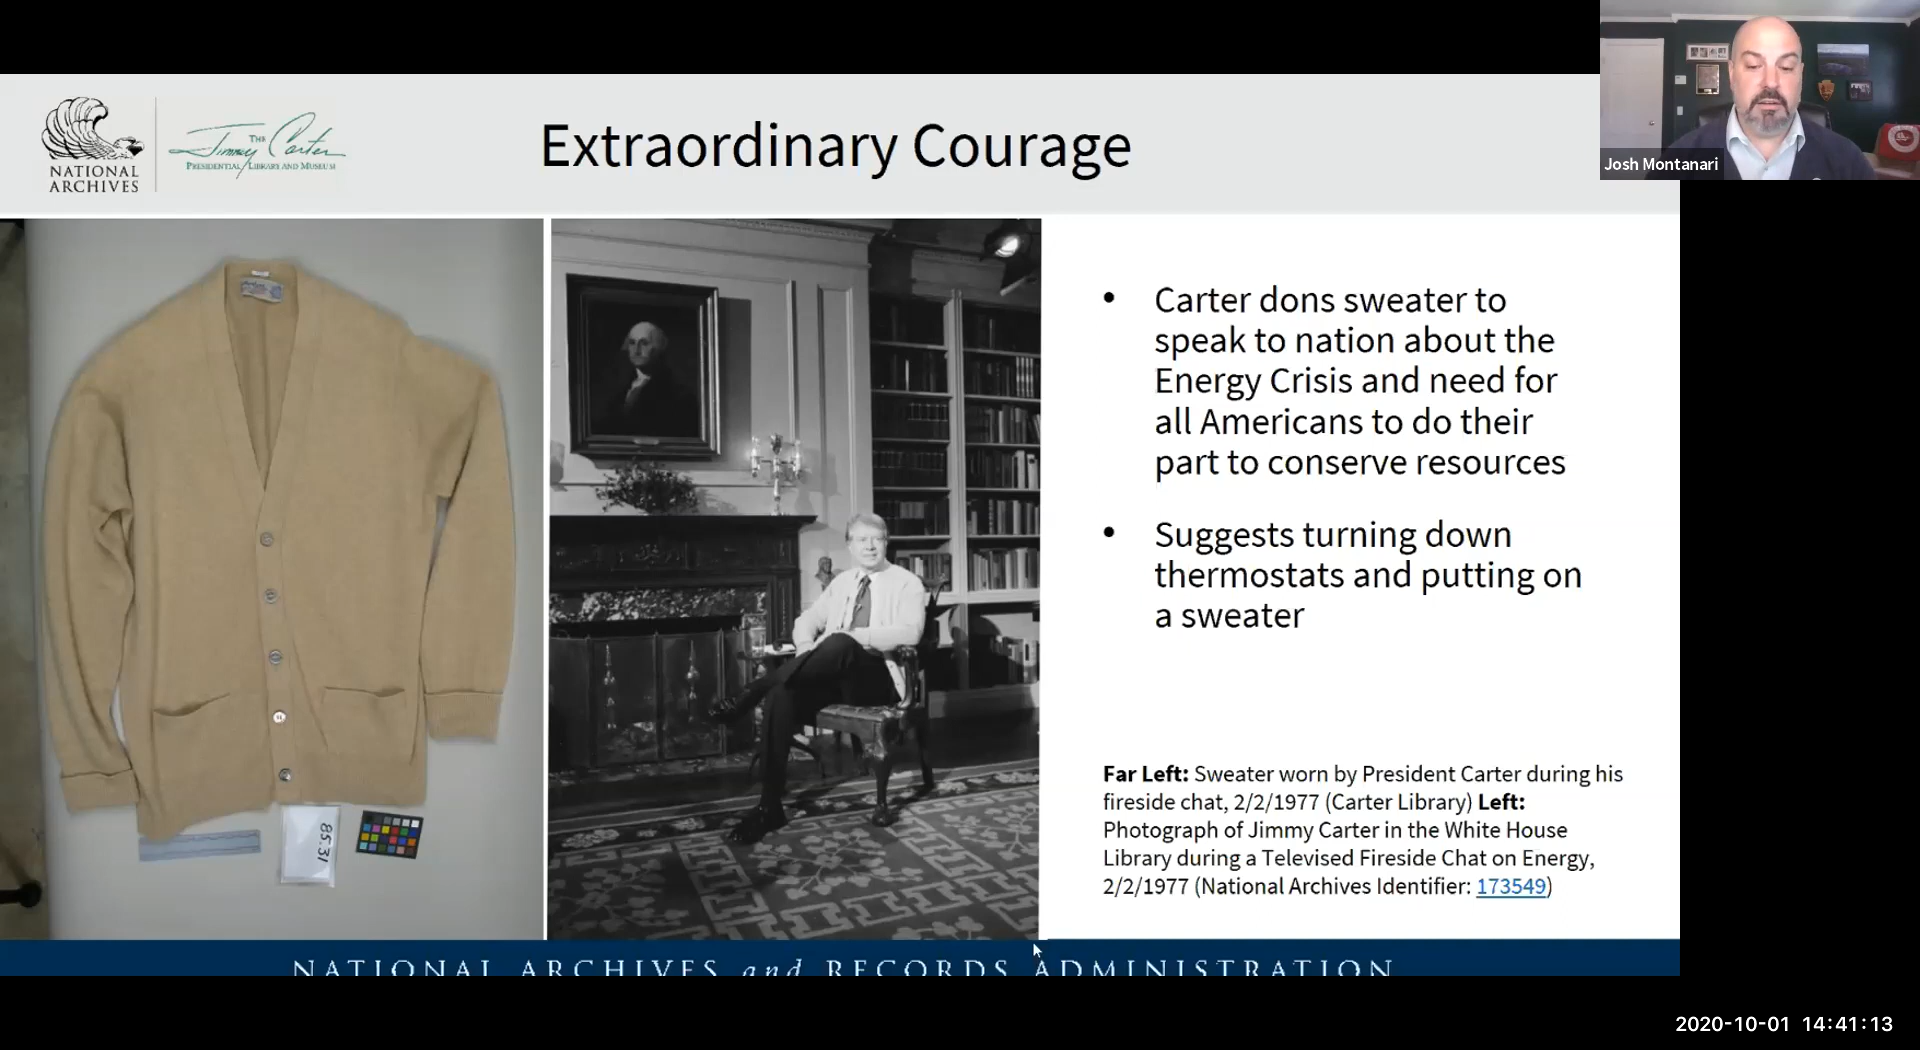 NATIONAL
ARCHIVES
THE
Jimmy Carter
PRESIDENTIAL LIBRARY AND MUSEUM
Extraordinary Courage
Josh Montanari
• Carter dons sweater to
speak to nation about the
Energy Crisis and need for
all Americans to do their
part to conserve resources
• Suggests turning down
thermostats and putting on
a sweater
85.31
Far Left: Sweater worn by President Carter during his
fireside chat, 2/2/1977 (Carter Library) Left:
Photograph of Jimmy Carter in the White House
Library during a Televised Fireside Chat on Energy,
2/2/1977 (National Archives Identifier: 173549)
NATIONAL ARCHIVES and RECORDS ADMINISTRATION
2020-10-01 14:41:13